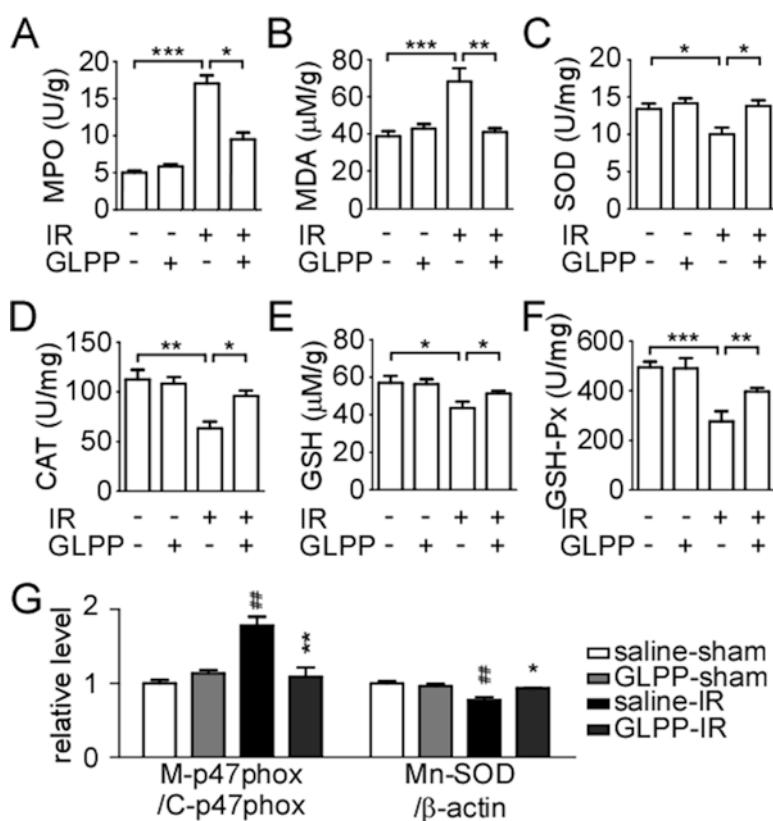 A
MPO (U/g)
20
15
10
5
0
***
*
IR - - + +
GLPP - + - +
B
MDA (μM/g)
80
60
40
20
0
***
**
IR - - + +
GLPP - + - +
C
SOD (U/mg)
20
15
10
5
0
*
*
IR - - + +
GLPP - + - +
D
CAT (U/mg)
150
100
50
0
**
*
IR - - + +
GLPP - + - +
E
GSH (μM/g)
80
60
40
20
0
*
*
IR - - + +
GLPP - + - +
F
GSH-Px (U/mg)
600
400
200
0
***
**
IR - - + +
GLPP - + - +
G
relative level
2
1
0
##
**
##
*
M-p47phox
/C-p47phox
Mn-SOD
/β-actin
saline-sham
GLPP-sham
saline-IR
GLPP-IR